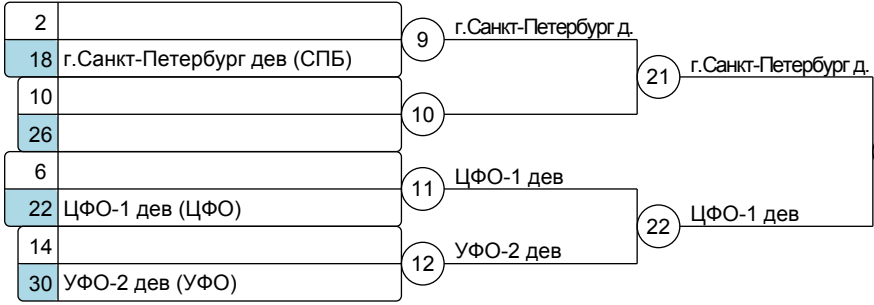 2
9
г.Санкт-Петербург д.
18 г.Санкт-Петербург дев (СПБ)
21
г.Санкт-Петербург д.
10
10
26
6
11
ЦФО-1 дев
22 ЦФО-1 дев (ЦФО)
22
ЦФО-1 дев
14
12
УФО-2 дев
30 УФО-2 дев (УФО)